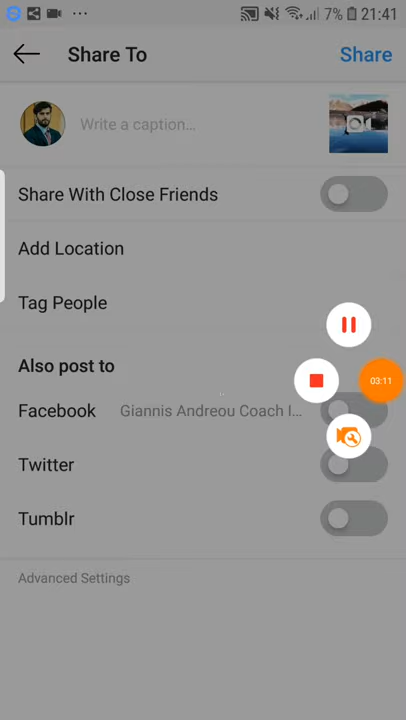 7% 21:41
Share To Share
Write a caption...
Share With Close Friends
Add Location
Tag People
03:11
Also post to
Facebook Giannis Andreou Coach I...
Twitter
Tumblr
Advanced Settings